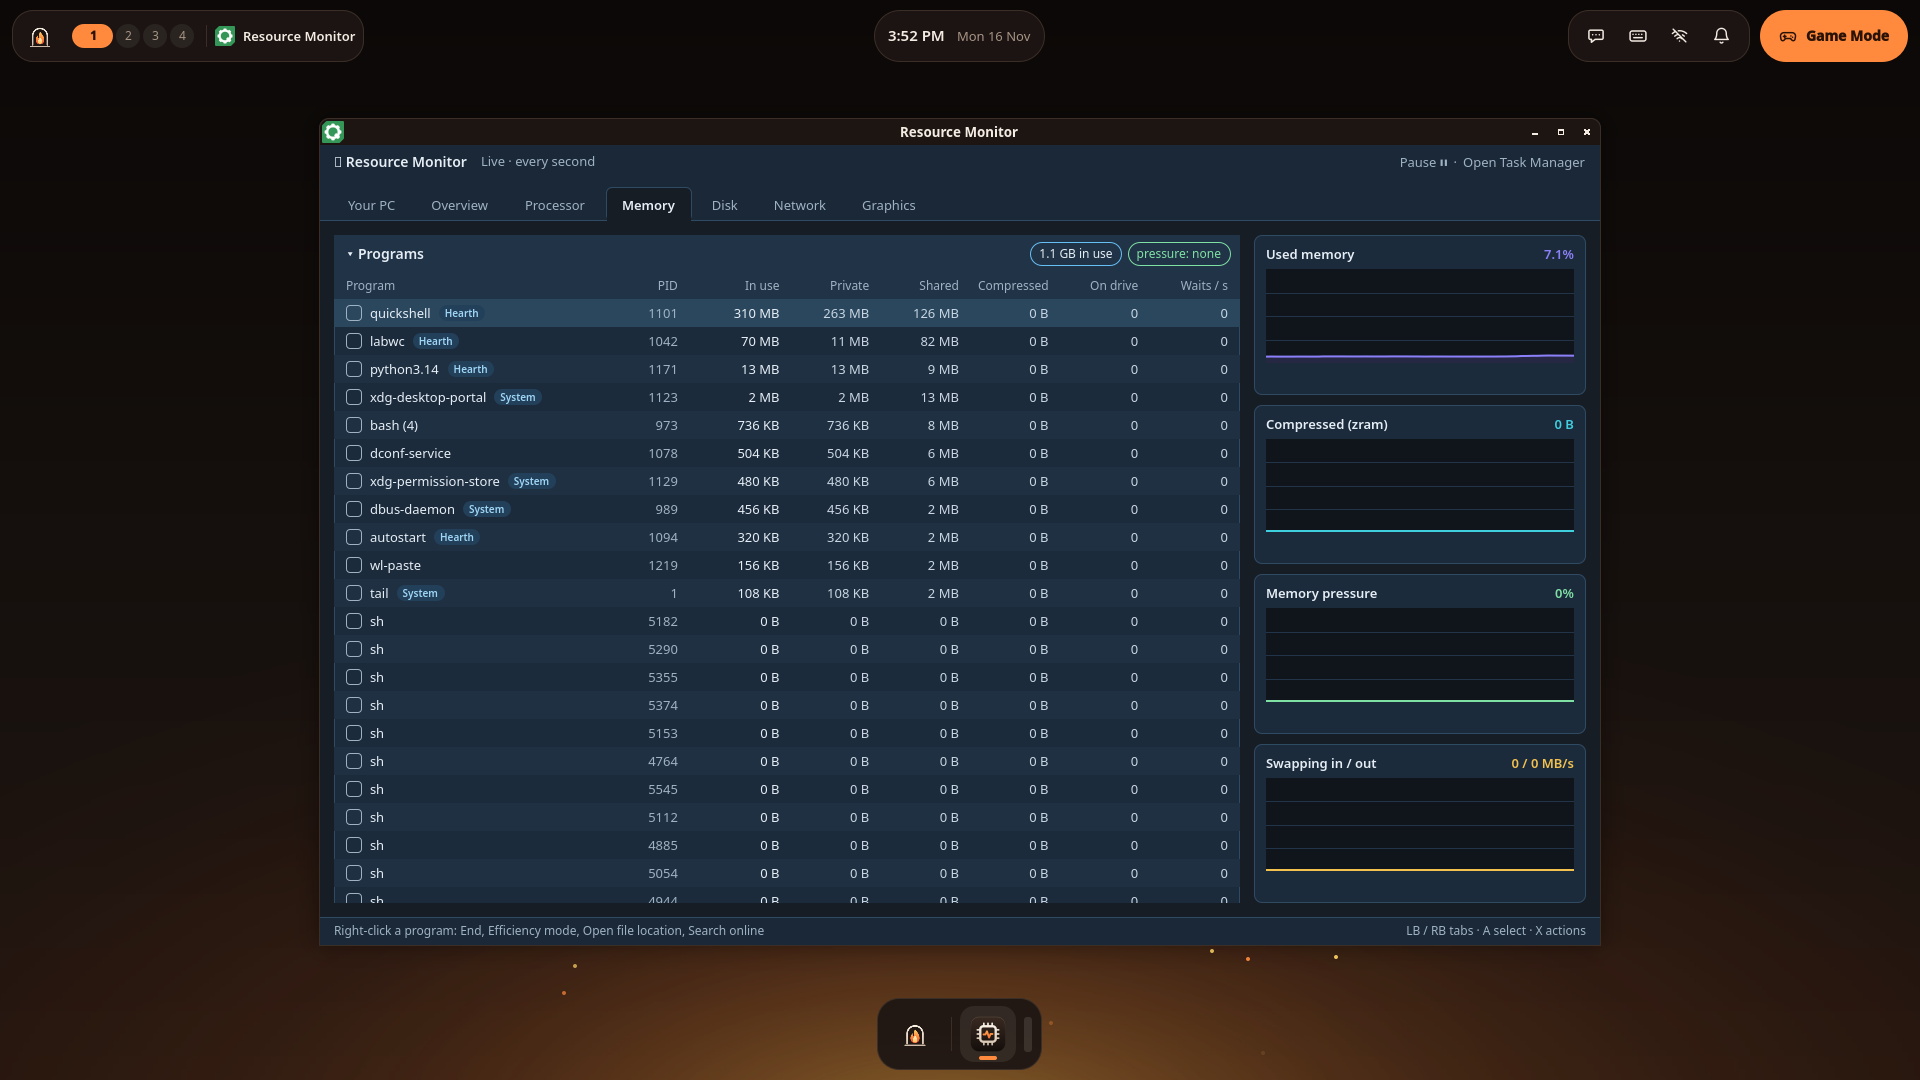 1 2 3 4 Resource Monitor
3:52 PM Mon 16 Nov
Game Mode
Resource Monitor
Resource Monitor Live · every second
Pause · Open Task Manager
Your PC Overview Processor Memory Disk Network Graphics
Programs 1.1 GB in use pressure: none
Program PID In use Private Shared Compressed On drive Waits / s
quickshell Hearth 1101 310 MB 263 MB 126 MB 0 B 0 0
labwc Hearth 1042 70 MB 11 MB 82 MB 0 B 0 0
python3.14 Hearth 1171 13 MB 13 MB 9 MB 0 B 0 0
xdg-desktop-portal System 1123 2 MB 2 MB 13 MB 0 B 0 0
bash (4) 973 736 KB 736 KB 8 MB 0 B 0 0
dconf-service 1078 504 KB 504 KB 6 MB 0 B 0 0
xdg-permission-store System 1129 480 KB 480 KB 6 MB 0 B 0 0
dbus-daemon System 989 456 KB 456 KB 2 MB 0 B 0 0
autostart Hearth 1094 320 KB 320 KB 2 MB 0 B 0 0
wl-paste 1219 156 KB 156 KB 2 MB 0 B 0 0
tail System 1 108 KB 108 KB 2 MB 0 B 0 0
sh 5182 0 B 0 B 0 B 0 B 0 0
sh 5290 0 B 0 B 0 B 0 B 0 0
sh 5355 0 B 0 B 0 B 0 B 0 0
sh 5374 0 B 0 B 0 B 0 B 0 0
sh 5153 0 B 0 B 0 B 0 B 0 0
sh 4764 0 B 0 B 0 B 0 B 0 0
sh 5545 0 B 0 B 0 B 0 B 0 0
sh 5112 0 B 0 B 0 B 0 B 0 0
sh 4885 0 B 0 B 0 B 0 B 0 0
sh 5054 0 B 0 B 0 B 0 B 0 0
sh 4944 0 B 0 B 0 B 0 B 0 0
Used memory 7.1%
Compressed (zram) 0 B
Memory pressure 0%
Swapping in / out 0 / 0 MB/s
Right-click a program: End, Efficiency mode, Open file location, Search online
LB / RB tabs · A select · X actions